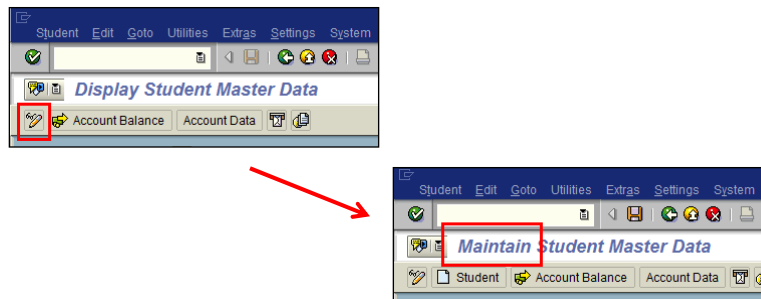 Student Edit Goto Utilities Extras Settings System
Display Student Master Data
Account Balance Account Data
Student Edit Goto Utilities Extras Settings System
Maintain Student Master Data
Student Account Balance Account Data